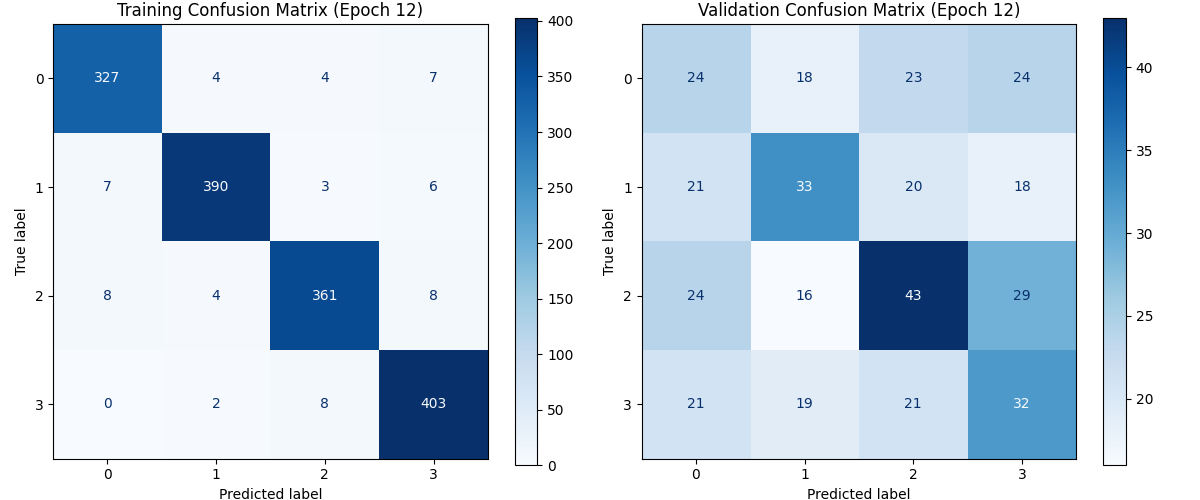 Training Confusion Matrix (Epoch 12)
True label
0
327 4 4 7
1
7 390 3 6
2
8 4 361 8
3
0 2 8 403
0 1 2 3
Predicted label
400
350
300
250
200
150
100
50
0
Validation Confusion Matrix (Epoch 12)
True label
0
24 18 23 24
1
21 33 20 18
2
24 16 43 29
3
21 19 21 32
0 1 2 3
Predicted label
40
35
30
25
20